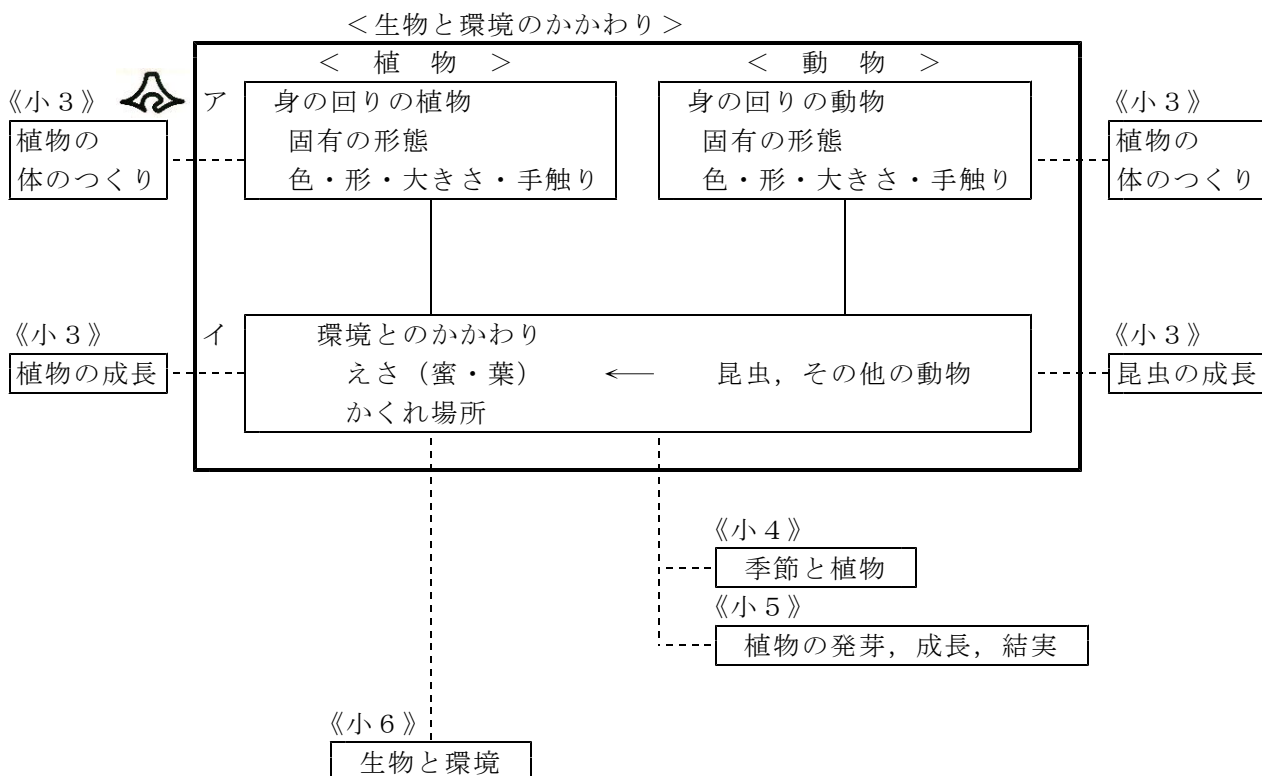 ＜生物と環境のかかわり＞
＜　植　物　＞
＜　動　物　＞
《小３》
ア
身の回りの植物
固有の形態
色・形・大きさ・手触り
身の回りの動物
固有の形態
色・形・大きさ・手触り
《小３》
植物の
体のつくり
植物の
体のつくり
《小３》
イ
環境とのかかわり
えさ（蜜・葉）　←　昆虫，その他の動物
かくれ場所
《小３》
植物の成長
昆虫の成長
《小４》
季節と植物
《小５》
植物の発芽，成長，結実
《小６》
生物と環境